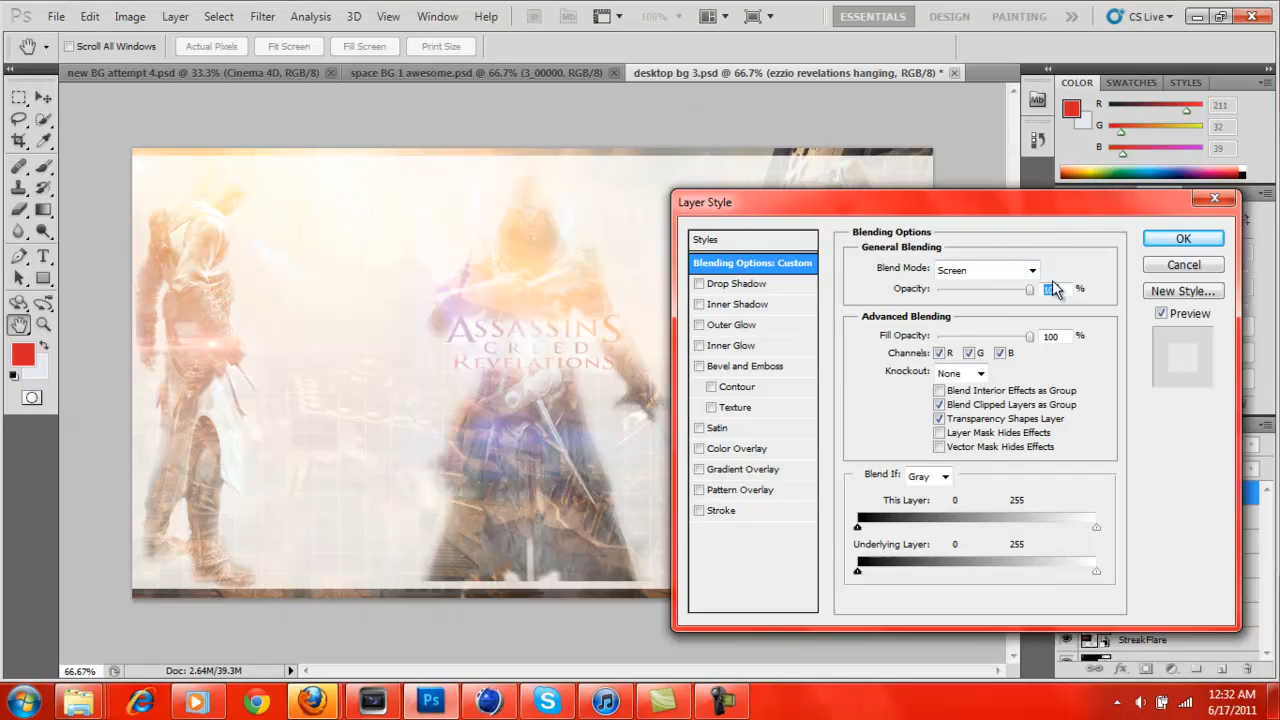 Ps File Edit Image Layer Select Filter Analysis 3D View Window Help Br Mb 100% ESSENTIALS DESIGN PAINTING CS Live
Scroll All Windows Actual Pixels Fit Screen Fill Screen Print Size
new BG attempt 4.psd @ 33.3% (Cinema 4D, RGB/8) space BG 1 awesome.psd @ 66.7% (3_00000, RGB/8) desktop bg 3.psd @ 66.7% (ezzio revelations hanging, RGB/8) *
COLOR SWATCHES STYLES
Mb
R 211
G 32
B 39
ASSASSINS
CREED
REVELATIONS
Layer Style
Styles
Blending Options: Custom
Drop Shadow
Inner Shadow
Outer Glow
Inner Glow
Bevel and Emboss
Contour
Texture
Satin
Color Overlay
Gradient Overlay
Pattern Overlay
Stroke
Blending Options
General Blending
Blend Mode: Screen
Opacity: %
Advanced Blending
Fill Opacity: 100 %
Channels: R G B
Knockout: None
Blend Interior Effects as Group
Blend Clipped Layers as Group
Transparency Shapes Layer
Layer Mask Hides Effects
Vector Mask Hides Effects
Blend If: Gray
This Layer: 0 255
Underlying Layer: 0 255
OK
Cancel
New Style...
Preview
StreakFlare
66.67% Doc: 2.64M/39.3M
12:32 AM
6/17/2011